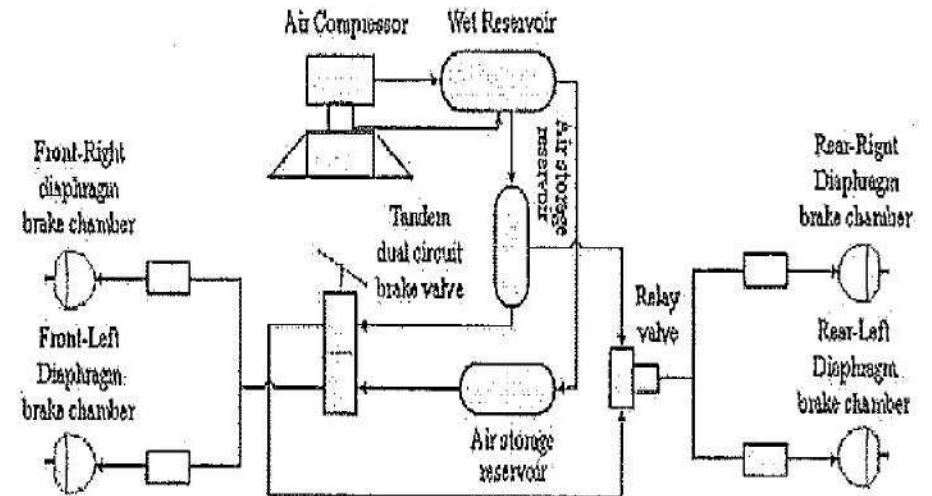 Air Compressor
Wet Reservoir
Air storage
reservoir
Front-Right
diaphragm
brake chamber
Tandem
dual circuit
brake valve
Rear-Rignt
Diaphragm
brake chamber
Relay
valve
Front-Left
Diaphragm
brake chamber
Rear-Left
Diaphragm
brake chamber
Air storage
reservoir